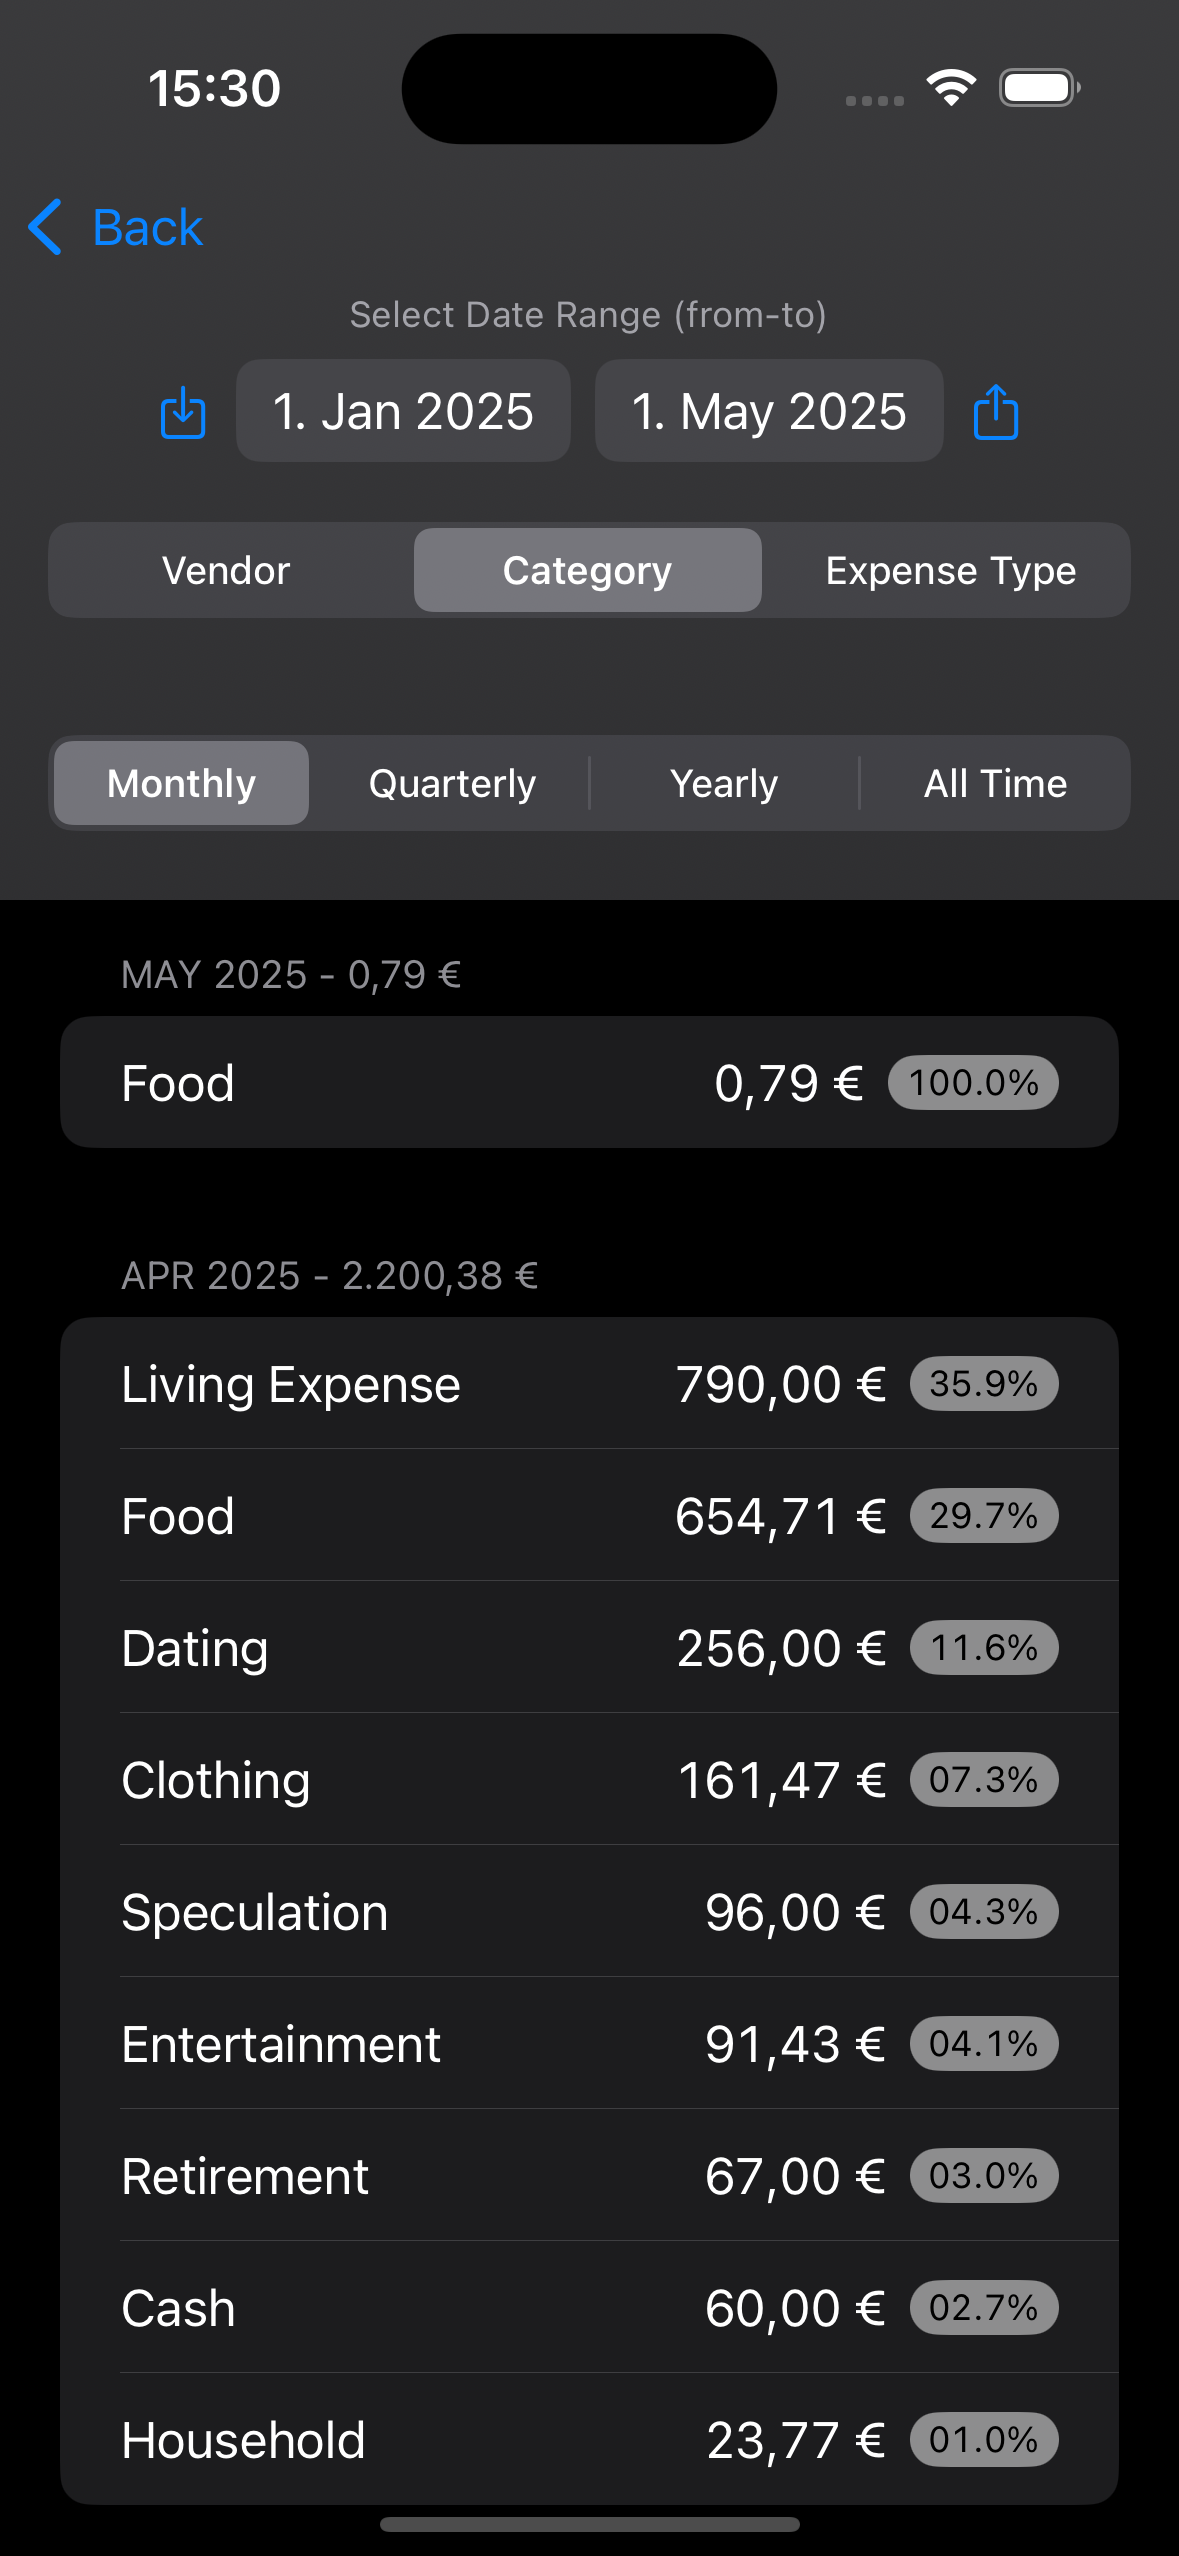 15:30
Back
Select Date Range (from-to)
1. Jan 2025 1. May 2025
Vendor Category Expense Type
Monthly Quarterly Yearly All Time
MAY 2025 - 0,79 €
Food 0,79 € 100.0%
APR 2025 - 2.200,38 €
Living Expense 790,00 € 35.9%
Food 654,71 € 29.7%
Dating 256,00 € 11.6%
Clothing 161,47 € 07.3%
Speculation 96,00 € 04.3%
Entertainment 91,43 € 04.1%
Retirement 67,00 € 03.0%
Cash 60,00 € 02.7%
Household 23,77 € 01.0%